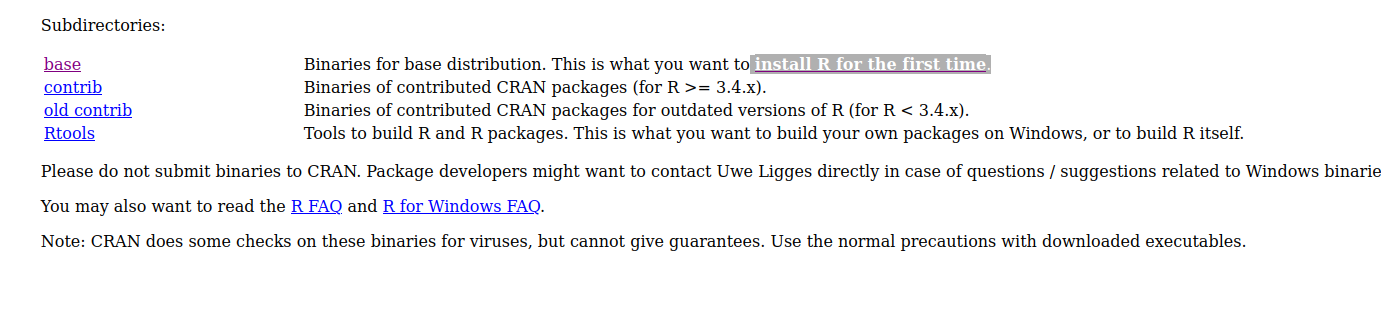 Subdirectories:
base Binaries for base distribution. This is what you want to install R for the first time.
contrib Binaries of contributed CRAN packages (for R >= 3.4.x).
old contrib Binaries of contributed CRAN packages for outdated versions of R (for R < 3.4.x).
Rtools Tools to build R and R packages. This is what you want to build your own packages on Windows, or to build R itself.
Please do not submit binaries to CRAN. Package developers might want to contact Uwe Ligges directly in case of questions / suggestions related to Windows binarie
You may also want to read the R FAQ and R for Windows FAQ.
Note: CRAN does some checks on these binaries for viruses, but cannot give guarantees. Use the normal precautions with downloaded executables.